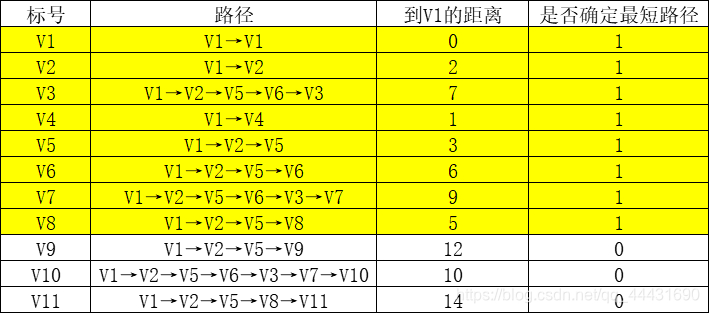 标号 路径 到V1的距离 是否确定最短路径
V1 V1→V1 0 1
V2 V1→V2 2 1
V3 V1→V2→V5→V6→V3 7 1
V4 V1→V4 1 1
V5 V1→V2→V5 3 1
V6 V1→V2→V5→V6 6 1
V7 V1→V2→V5→V6→V3→V7 9 1
V8 V1→V2→V5→V8 5 1
V9 V1→V2→V5→V9 12 0
V10 V1→V2→V5→V6→V3→V7→V10 10 0
V11 V1→V2→V5→V8→V11 14 0
https://blog.csdn.net/qq_44431690